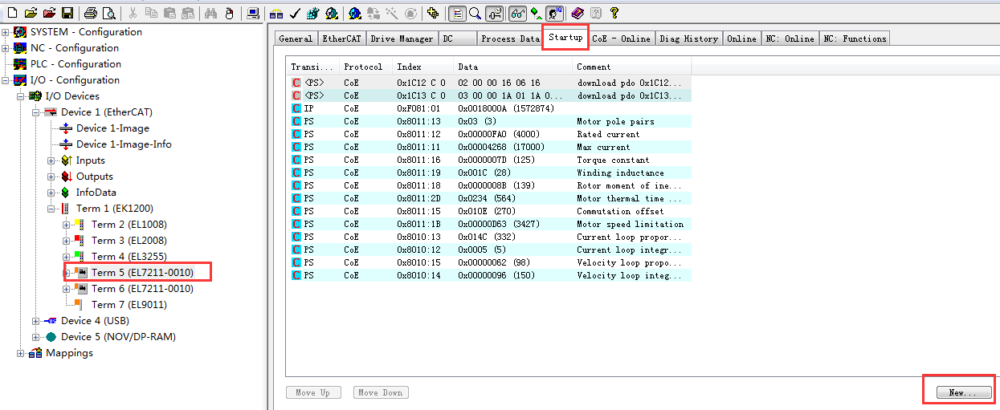 SYSTEM - Configuration
NC - Configuration
PLC - Configuration
I/O - Configuration
I/O Devices
Device 1 (EtherCAT)
Device 1-Image
Device 1-Image-Info
Inputs
Outputs
InfoData
Term 1 (EK1200)
Term 2 (EL1008)
Term 3 (EL2008)
Term 4 (EL3255)
Term 5 (EL7211-0010)
Term 6 (EL7211-0010)
Term 7 (EL9011)
Device 4 (USB)
Device 5 (NOV/DP-RAM)
Mappings
General EtherCAT Drive Manager DC Process Data Startup CoE - Online Diag History Online NC: Online NC: Functions
Transi... Protocol Index Data Comment
C <PS> CoE 0x1C12 C 0 02 00 00 16 06 16 download pdo 0x1C12...
C <PS> CoE 0x1C13 C 0 03 00 00 1A 01 1A 0... download pdo 0x1C13...
C IP CoE 0xF081:01 0x0018000A (1572874)
C PS CoE 0x8011:13 0x03 (3) Motor pole pairs
C PS CoE 0x8011:12 0x00000FA0 (4000) Rated current
C PS CoE 0x8011:11 0x00004268 (17000) Max current
C PS CoE 0x8011:16 0x0000007D (125) Torque constant
C PS CoE 0x8011:19 0x001C (28) Winding inductance
C PS CoE 0x8011:18 0x0000008B (139) Rotor moment of ine...
C PS CoE 0x8011:2D 0x0234 (564) Motor thermal time ...
C PS CoE 0x8011:15 0x010E (270) Commutation offset
C PS CoE 0x8011:1B 0x00000D63 (3427) Motor speed limitation
C PS CoE 0x8010:13 0x014C (332) Current loop propor...
C PS CoE 0x8010:12 0x0005 (5) Current loop integr...
C PS CoE 0x8010:15 0x00000062 (98) Velocity loop propo...
C PS CoE 0x8010:14 0x00000096 (150) Velocity loop integ...
Move Up Move Down New...